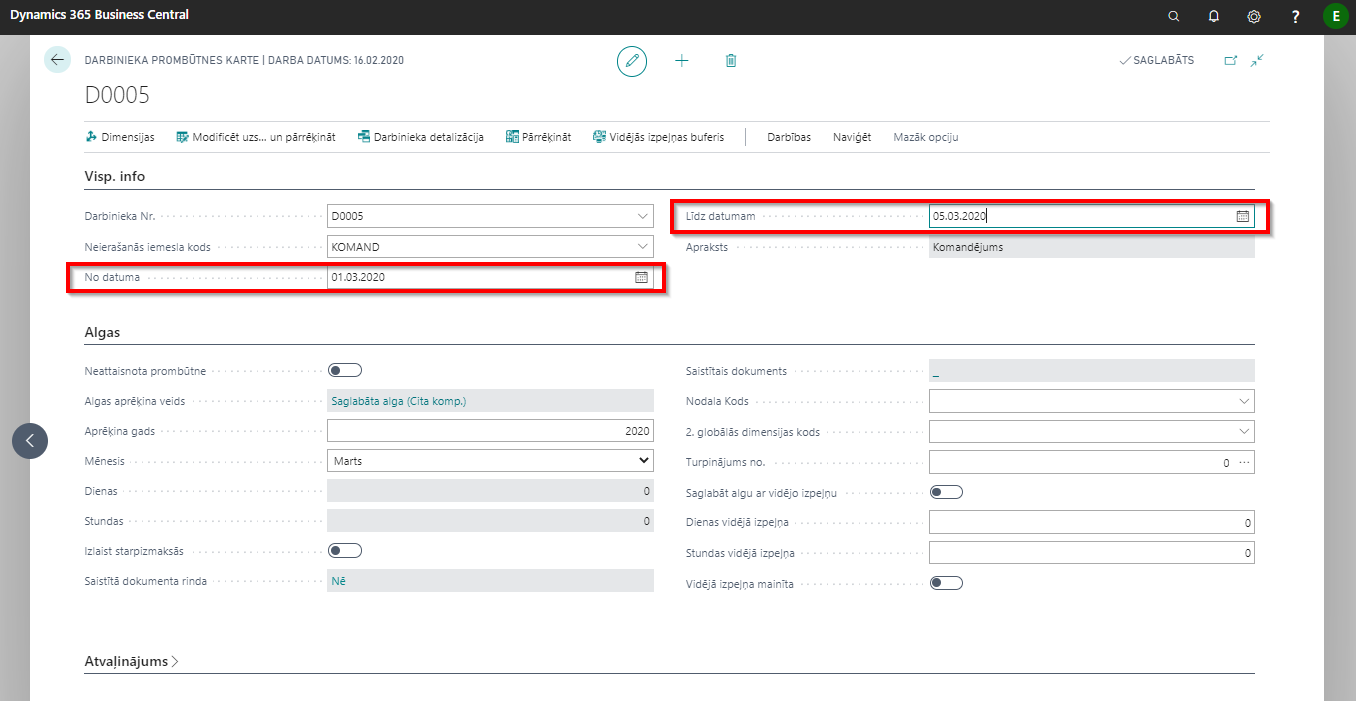 Dynamics 365 Business Central
E
DARBINIEKA PROMBŪTNES KARTE | DARBA DATUMS: 16.02.2020
SAGLABĀTS
D0005
Dimensijas
Modificēt uzs... un pārrēķināt
Darbinieka detalizācija
Pārrēķināt
Vidējās izpeļņas buferis
Darbības
Naviģēt
Mazāk opciju
Visp. info
Darbinieka Nr.
D0005
Neierašanās iemesla kods
KOMAND
No datuma
01.03.2020
Līdz datumam
05.03.2020
Apraksts
Komandējums
Algas
Neattaisnota prombūtne
Algas aprēķina veids
Saglabāta alga (Cita komp.)
Aprēķina gads
2020
Mēnesis
Marts
Dienas
0
Stundas
0
Izlaist starpizmaksās
Saistītā dokumenta rinda
Nē
Saistītais dokuments
_
Nodaļa Kods
2. globālās dimensijas kods
Turpinājums no.
0 ...
Saglabāt algu ar vidējo izpeļņu
Dienas vidējā izpeļņa
0
Stundas vidējā izpeļņa
0
Vidējā izpeļņa mainīta
Atvaļinājums